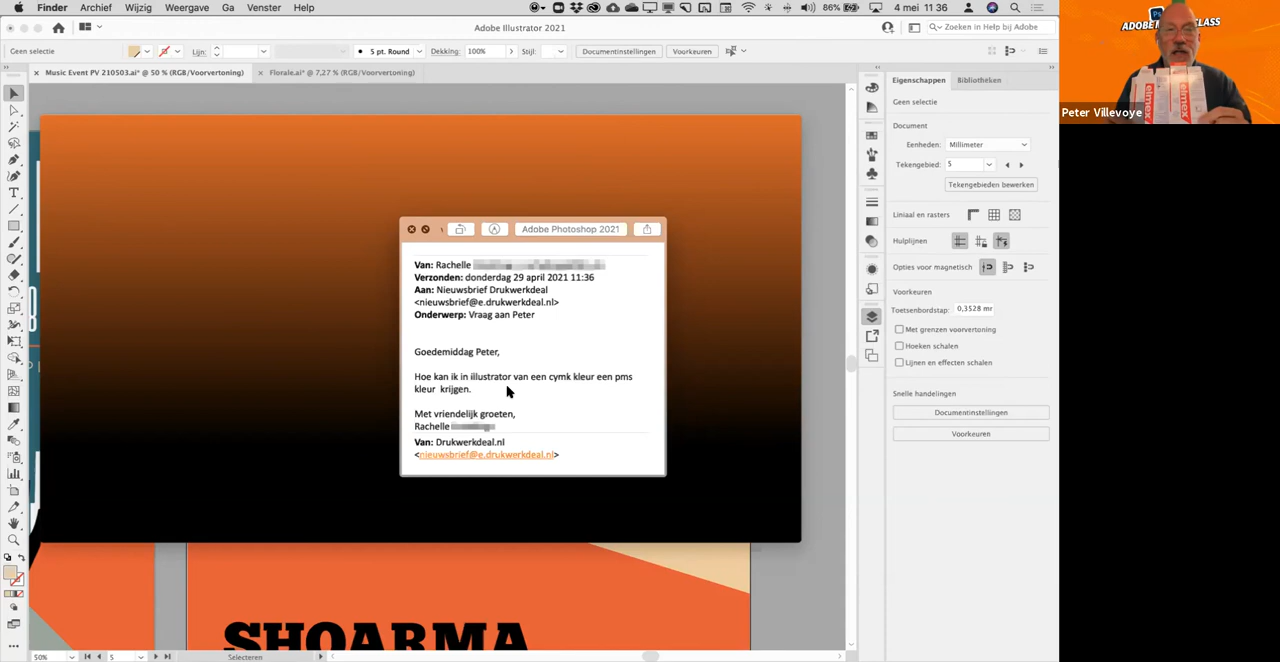 Finder Archief Wijzig Weergave Ga Venster Help
86% 4 mei 11 36
Adobe Illustrator 2021
Zoeken in Help bij Adobe
Geen selectie Lijn: 5 pt. Round Dekking: 100% Stijl: Documentinstellingen Voorkeuren
Music Event PV 210503.ai* @ 50 % (RGB/Voorvertoning) Florale.ai* @ 7,27 % (RGB/Voorvertoning)
Adobe Photoshop 2021
Van: Rachelle
Verzonden: donderdag 29 april 2021 11:36
Aan: Nieuwsbrief Drukwerkdeal
<nieuwsbrief@e.drukwerkdeal.nl>
Onderwerp: Vraag aan Peter
Goedemiddag Peter,
Hoe kan ik in illustrator van een cymk kleur een pms
kleur krijgen.
Met vriendelijk groeten,
Rachelle
Van: Drukwerkdeal.nl
<nieuwsbrief@e.drukwerkdeal.nl>
SHOARMA
50% 5 Selecteren
Eigenschappen Bibliotheken
Geen selectie
Document
Eenheden: Millimeter
Tekengebied: 5
Tekengebieden bewerken
Liniaal en rasters
Hulplijnen
Opties voor magnetisch
Voorkeuren
Toetsenbordstap: 0,3528 mr
Met grenzen voorvertoning
Hoeken schalen
Lijnen en effecten schalen
Snelle handelingen
Documentinstellingen
Voorkeuren
Ps
ADOBE
elmex elmex
Peter Villevoye